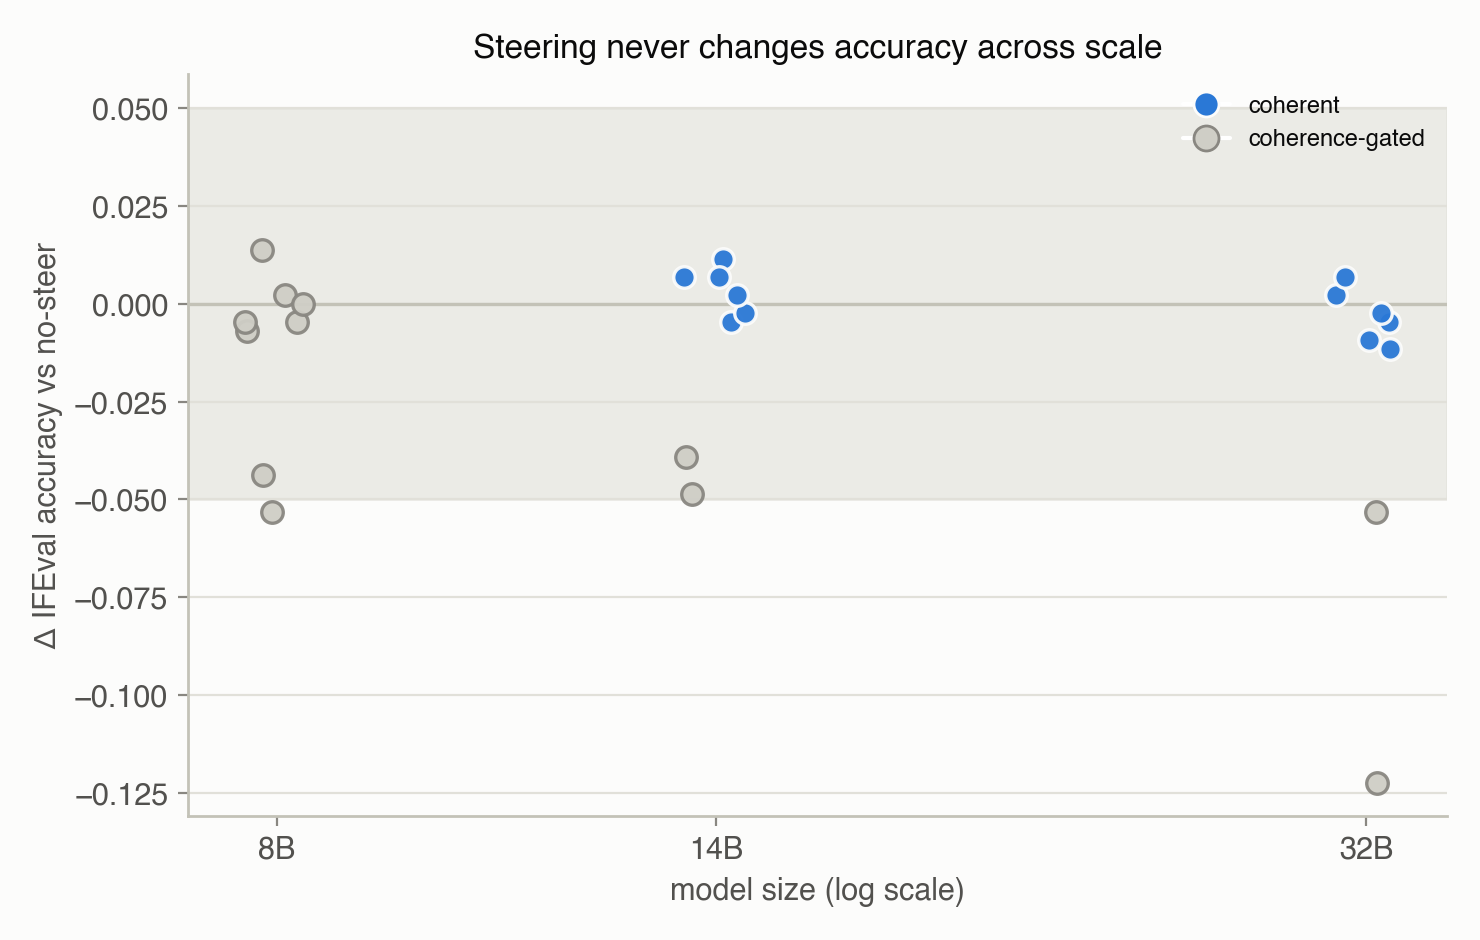 Steering never changes accuracy across scale
coherent
coherence-gated
Δ IFEval accuracy vs no-steer
0.050
0.025
0.000
−0.025
−0.050
−0.075
−0.100
−0.125
8B
14B
32B
model size (log scale)